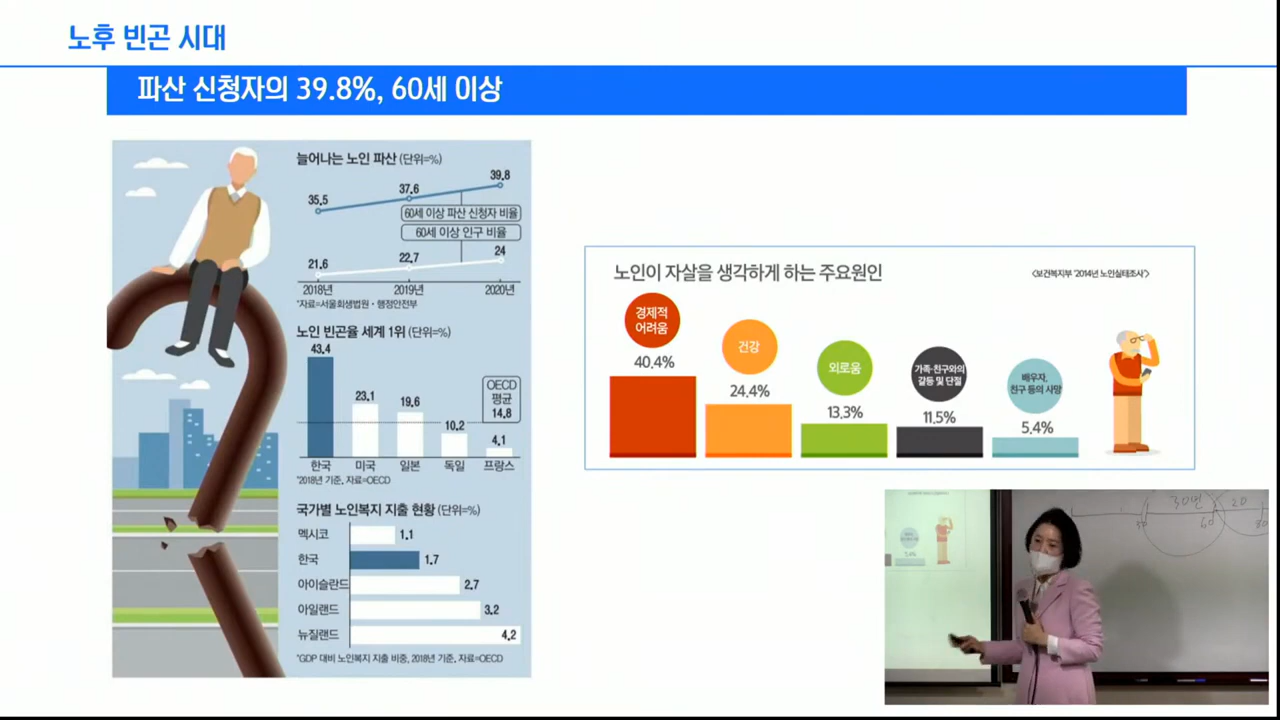 노후 빈곤 시대
파산 신청자의 39.8%, 60세 이상
늘어나는 노인 파산 (단위=%)
35.5
37.6
39.8
60세 이상 파산 신청자 비율
60세 이상 인구 비율
21.6
22.7
24
2018년
2019년
2020년
*자료=서울회생법원·행정안전부
노인 빈곤율 세계 1위 (단위=%)
43.4
23.1
19.6
10.2
4.1
OECD
평균
14.8
한국
미국
일본
독일
프랑스
*2018년 기준, 자료=OECD
국가별 노인복지 지출 현황 (단위=%)
멕시코 1.1
한국 1.7
아이슬란드 2.7
아일랜드 3.2
뉴질랜드 4.2
*GDP 대비 노인복지 지출 비중, 2018년 기준, 자료=OECD
노인이 자살을 생각하게 하는 주요원인
<보건복지부 '2014년 노인실태조사'>
경제적
어려움
40.4%
건강
24.4%
외로움
13.3%
가족·친구와의
갈등 및 단절
11.5%
배우자,
친구 등의 사망
5.4%
30년
20
60